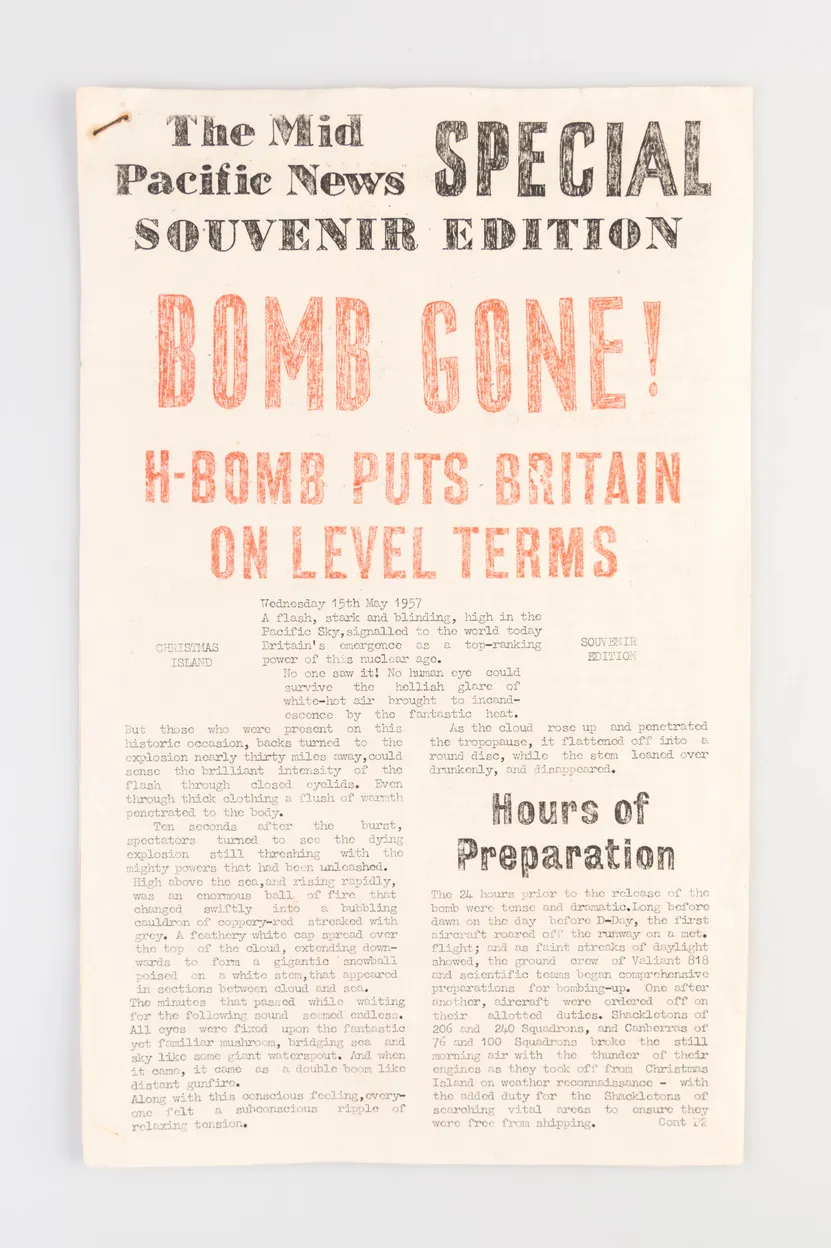 The Mid
Pacific News SPECIAL
SOUVENIR EDITION
BOMB GONE!
H-BOMB PUTS BRITAIN
ON LEVEL TERMS
CHRISTMAS
ISLAND
Wednesday 15th May 1957
A flash, stark and blinding, high in the
Pacific Sky,signalled to the world today
Britain's emergence as a top-ranking
power of this nuclear age.
No one saw it! No human eye could
survive the hellish glare of
white-hot air brought to incand-
escence by the fantastic heat.
SOUVENIR
EDITION
But those who were present on this
historic occasion, backs turned to the
explosion nearly thirty miles away,could
sense the brilliant intensity of the
flash through closed eyelids. Even
through thick clothing a flush of warmth
penetrated to the body.
Ten seconds after the burst,
spectators turned to see the dying
explosion still threshing with the
mighty powers that had been unleashed.
High above the sea,and rising rapidly,
was an enormous ball of fire that
changed swiftly into a bubbling
cauldron of coppery-red streaked with
grey. A feathery white cap spread over
the top of the cloud, extending down-
wards to form a gigantic snowball
poised on a white stem,that appeared
in sections between cloud and sea.
The minutes that passed while waiting
for the following sound seemed endless.
All eyes were fixed upon the fantastic
yet familiar mushroom, bridging sea and
sky like some giant waterspout. And when
it came, it came as a double boom like
distant gunfire.
Along with this conscious feeling,every-
one felt a subconscious ripple of
relaxing tension.
As the cloud rose up and penetrated
the tropopause, it flattened off into a
round disc, while the stem leaned over
drunkenly, and disappeared.
Hours of
Preparation
The 24 hours prior to the release of the
bomb were tense and dramatic.Long before
dawn on the day before D-Day, the first
aircraft roared off the runway on a met.
flight; and as faint streaks of daylight
showed, the ground crew of Valiant 818
and scientific teams began comprehensive
preparations for bombing-up. One after
another, aircraft were ordered off on
their allotted duties. Shackletons of
206 and 240 Squadrons, and Canberras of
76 and 100 Squadrons broke the still
morning air with the thunder of their
engines as they took off from Christmas
Island on weather reconnaissance - with
the added duty for the Shackletons of
searching vital areas to ensure they
were free from shipping. Cont P2